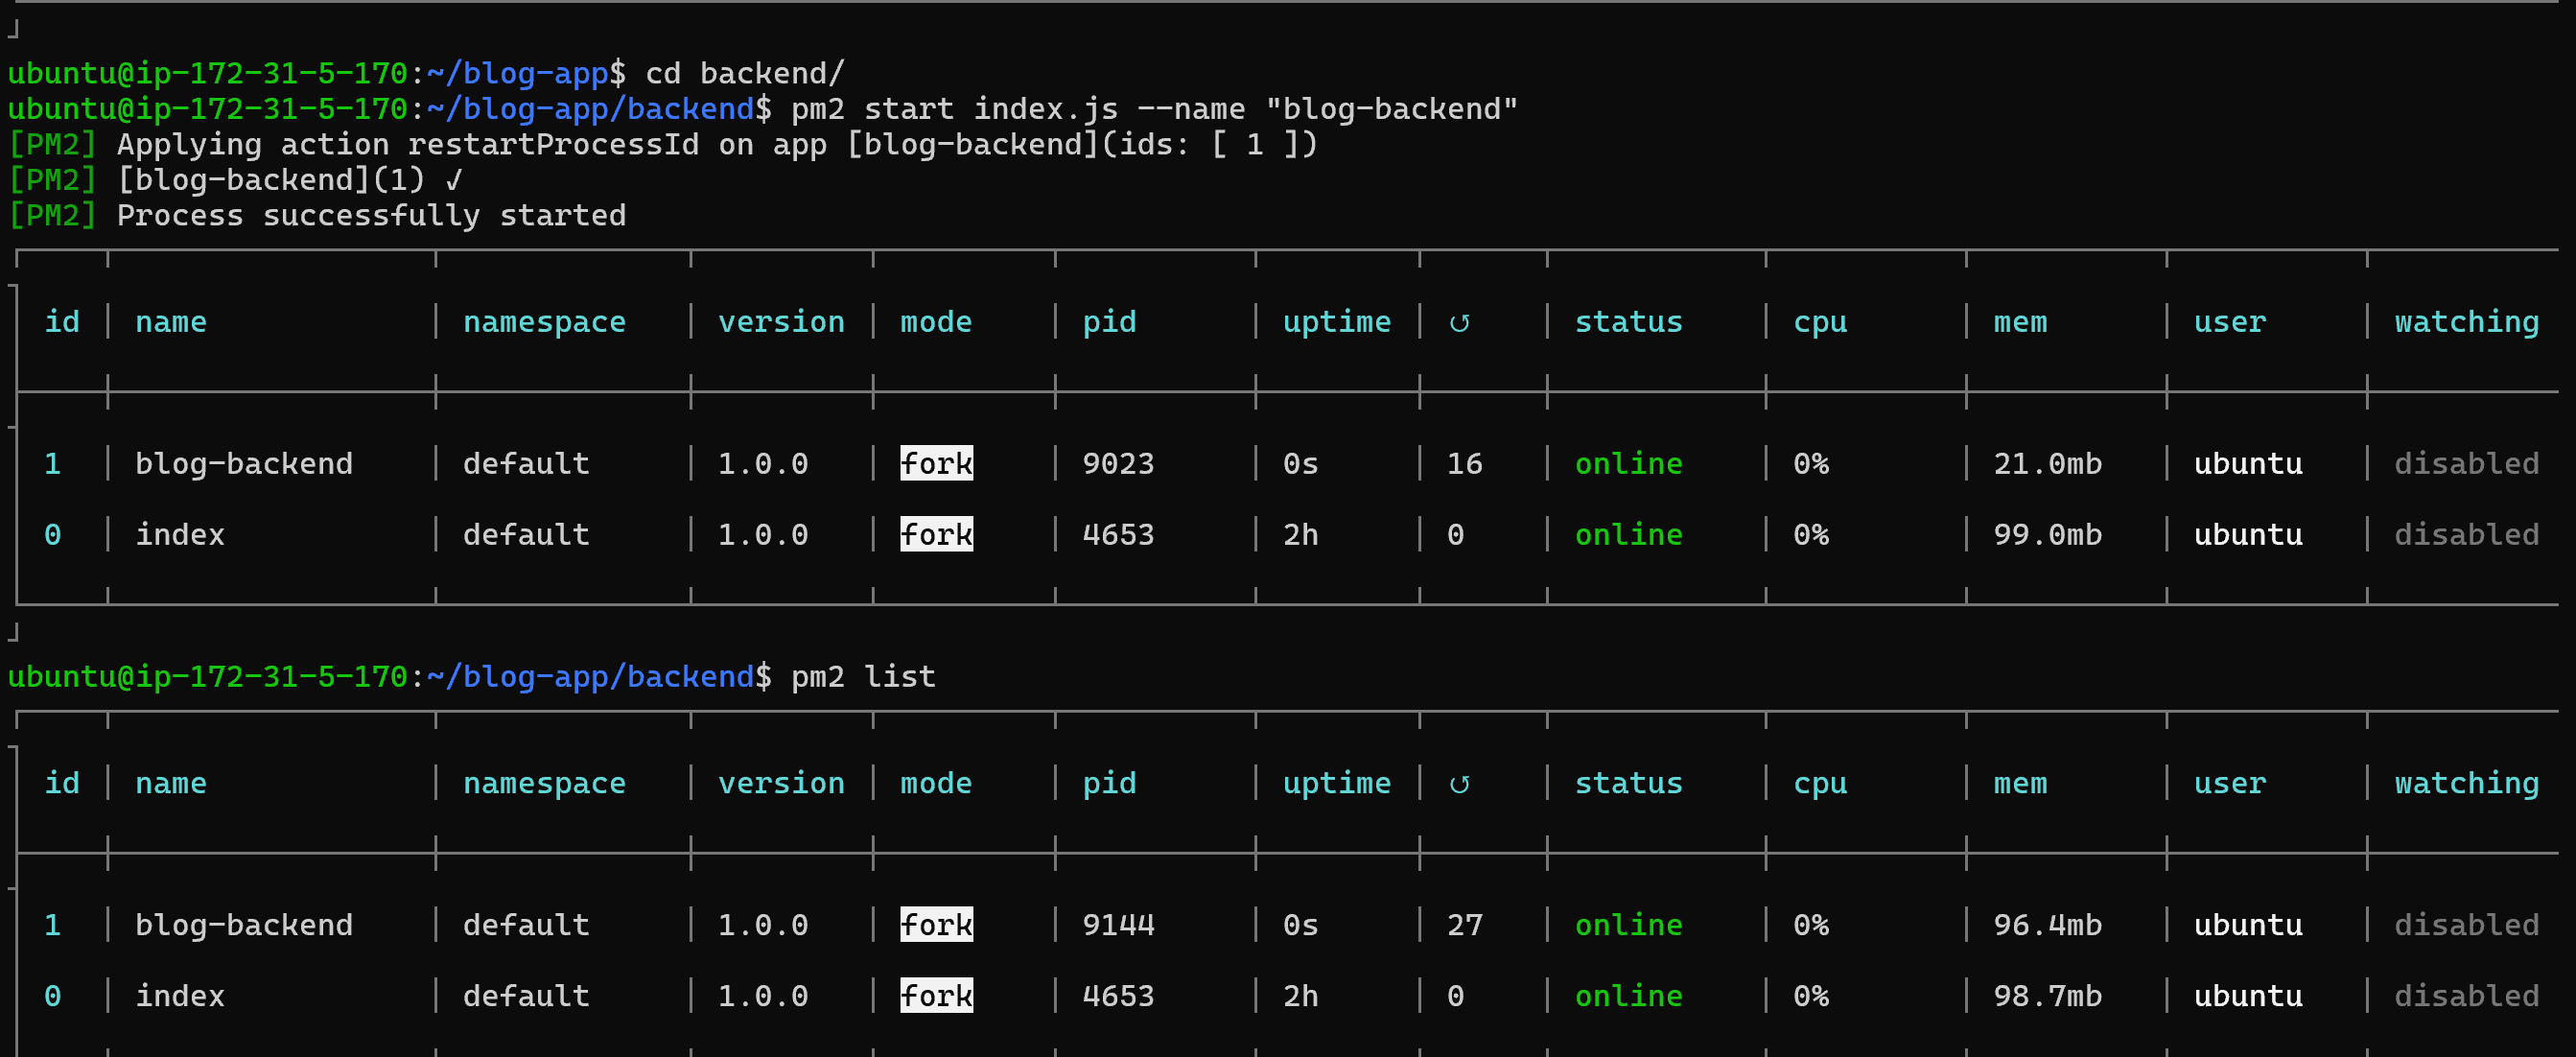 ubuntu@ip-172-31-5-170:~/blog-app$ cd backend/
ubuntu@ip-172-31-5-170:~/blog-app/backend$ pm2 start index.js --name "blog-backend"
[PM2] Applying action restartProcessId on app [blog-backend](ids: [ 1 ])
[PM2] [blog-backend](1) ✓
[PM2] Process successfully started
│ id │ name │ namespace │ version │ mode │ pid │ uptime │ ↺ │ status │ cpu │ mem │ user │ watching
│ 1 │ blog-backend │ default │ 1.0.0 │ fork │ 9023 │ 0s │ 16 │ online │ 0% │ 21.0mb │ ubuntu │ disabled
│ 0 │ index │ default │ 1.0.0 │ fork │ 4653 │ 2h │ 0 │ online │ 0% │ 99.0mb │ ubuntu │ disabled
ubuntu@ip-172-31-5-170:~/blog-app/backend$ pm2 list
│ id │ name │ namespace │ version │ mode │ pid │ uptime │ ↺ │ status │ cpu │ mem │ user │ watching
│ 1 │ blog-backend │ default │ 1.0.0 │ fork │ 9144 │ 0s │ 27 │ online │ 0% │ 96.4mb │ ubuntu │ disabled
│ 0 │ index │ default │ 1.0.0 │ fork │ 4653 │ 2h │ 0 │ online │ 0% │ 98.7mb │ ubuntu │ disabled